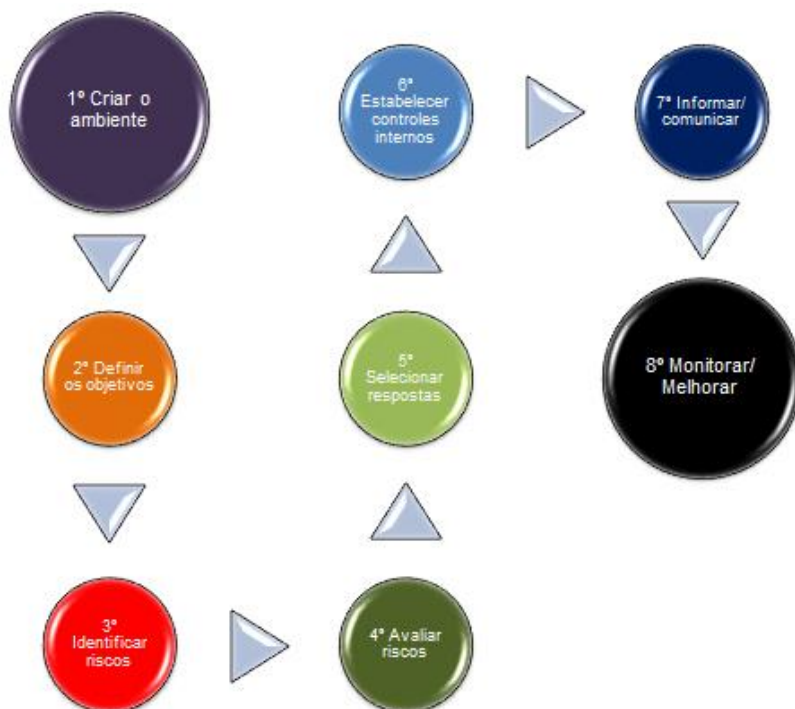 1º Criar o
ambiente
2º Definir
os objetivos
3º
Identificar
riscos
4º Avaliar
riscos
5º
Selecionar
respostas
6º
Estabelecer
controles
internos
7º Informar/
comunicar
8º Monitorar/
Melhorar